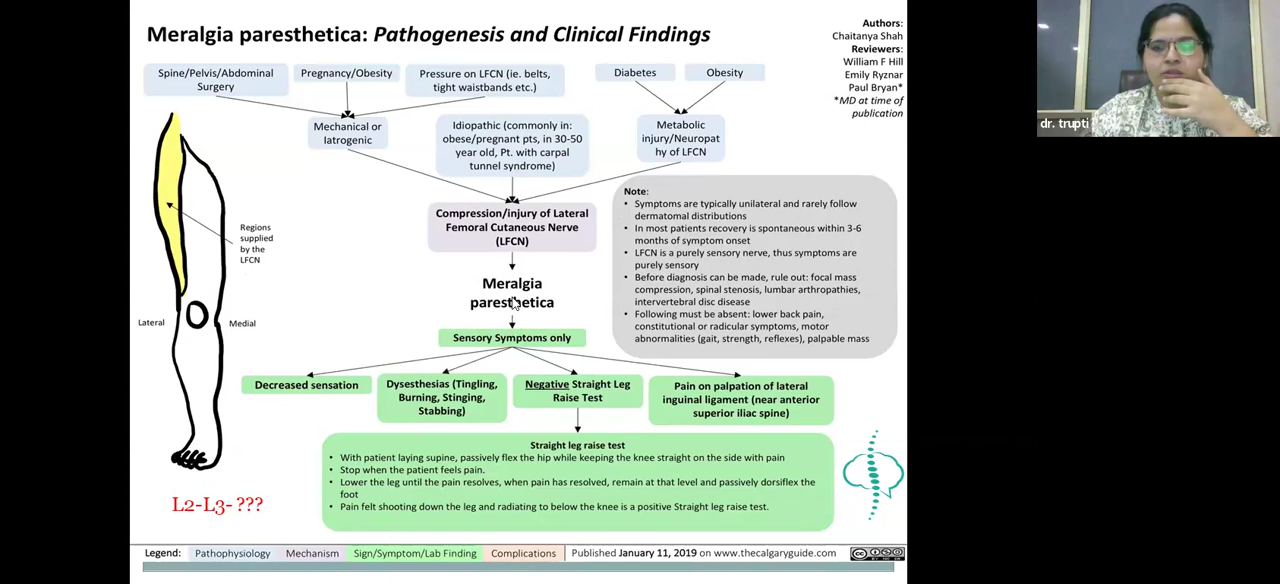 Meralgia paresthetica: Pathogenesis and Clinical Findings
Authors:
Chaitanya Shah
Reviewers:
William F Hill
Emily Ryznar
Paul Bryan*
*MD at time of
publication
dr. trupti
Spine/Pelvis/Abdominal
Surgery
Pregnancy/Obesity
Pressure on LFCN (ie. belts,
tight waistbands etc.)
Diabetes
Obesity
Mechanical or
Iatrogenic
Idiopathic (commonly in:
obese/pregnant pts, in 30-50
year old, Pt. with carpal
tunnel syndrome)
Metabolic
injury/Neuropat
hy of LFCN
Compression/injury of Lateral
Femoral Cutaneous Nerve
(LFCN)
Note:
• Symptoms are typically unilateral and rarely follow
dermatomal distributions
• In most patients recovery is spontaneous within 3-6
months of symptom onset
• LFCN is a purely sensory nerve, thus symptoms are
purely sensory)
• Before diagnosis can be made, rule out: focal mass
compression, spinal stenosis, lumbar arthropathies,
intervertebral disc disease
• Following must be absent: lower back pain,
constitutional or radicular symptoms, motor
abnormalities (gait, strength, reflexes), palpable mass
Regions
supplied
by the
LFCN
Lateral
Medial
Meralgia
paresthetica
Sensory Symptoms only
Decreased sensation
Dysesthesias (Tingling,
Burning, Stinging,
Stabbing)
Negative Straight Leg
Raise Test
Pain on palpation of lateral
inguinal ligament (near anterior
superior iliac spine)
Straight leg raise test
• With patient laying supine, passively flex the hip while keeping the knee straight on the side with pain
• Stop when the patient feels pain.
• Lower the leg until the pain resolves, when pain has resolved, remain at that level and passively dorsiflex the
foot
• Pain felt shooting down the leg and radiating to below the knee is a positive Straight leg raise test.
L2-L3- ???
Legend:
Pathophysiology
Mechanism
Sign/Symptom/Lab Finding
Complications
Published January 11, 2019 on www.thecalgaryguide.com